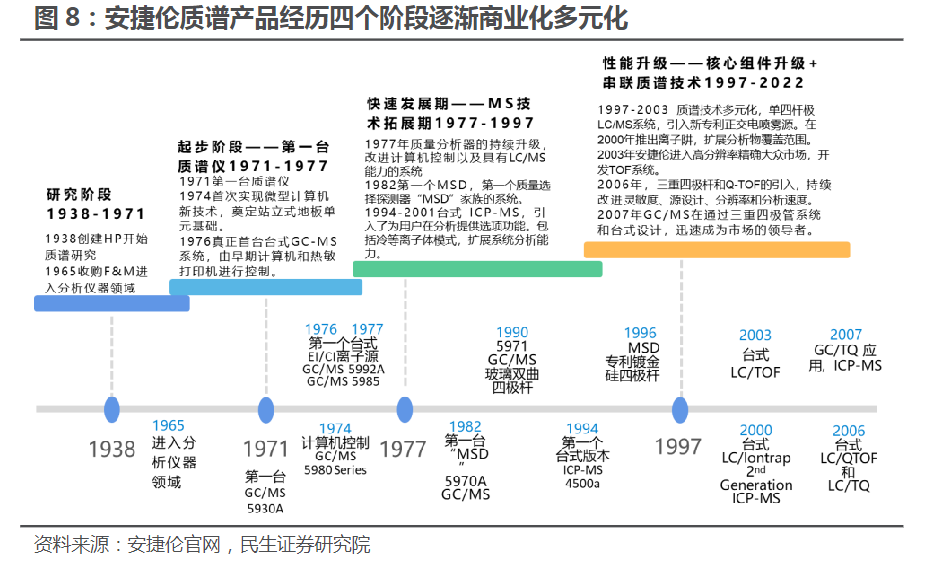 图 8：安捷伦质谱产品经历四个阶段逐渐商业化多元化
研究阶段
1938-1971
1938创建HP开始
质谱研究
1965收购F&M进
入分析仪器领域
起步阶段——第一台
质谱仪1971-1977
1971第一台质谱仪
1974首次实现微型计算机
新技术，奠定站立式地板单
元基础。
1976真正首台台式GC-MS
系统，由早期计算机和热敏
打印机进行控制。
快速发展期——MS技
术拓展期1977-1997
1977年质量分析器的持续升级，
改进计算机控制以及具有LC/MS
能力的系统
1982第一个MSD，第一个质量选
择探测器“MSD”家族的系统。
1994-2001台式 ICP-MS，引
入了为用户在分析提供选项功能。
包括冷等离子体模式，扩展系统分析能
力。
性能升级——核心组件升级+
串联质谱技术1997-2022
1997-2003 质谱技术多元化，单四杆极
LC/MS系统，引入新专利正交电喷雾源。在
2000年推出离子阱，扩展分析物覆盖范围。
2003年安捷伦进入高分辨率精确大众市场，开
发TOF系统。
2006年，三重四极杆和Q-TOF的引入，持续
改进灵敏度、源设计、分辨率和分析速度。
2007年GC/MS在通过三重四极管系统
和台式设计，迅速成为市场的领导者。
1976 1977
第一个台式
EI/CI离子源
GC/MS 5992A
GC/MS 5985
1990
5971
GC/MS
玻璃双曲
四极杆
1996
MSD
专利镀金
硅四极杆
2003
台式
LC/TOF
2007
GC/TQ 应
用，ICP-MS
1938
1965
进入分
析仪器
领域
1971
第一台
GC/MS
5930A
1974
计算机控制
GC/MS
5980 Series
1977
1982
第一台
“MSD
”
5970A
GC/MS
1994
第一个
台式版本
ICP-MS
4500a
1997
2000
台式
LC/Iontrap
2nd
Generation
ICP-MS
2006
台式
LC/QTOF
和
LC/TQ
资料来源：安捷伦官网，民生证券研究院